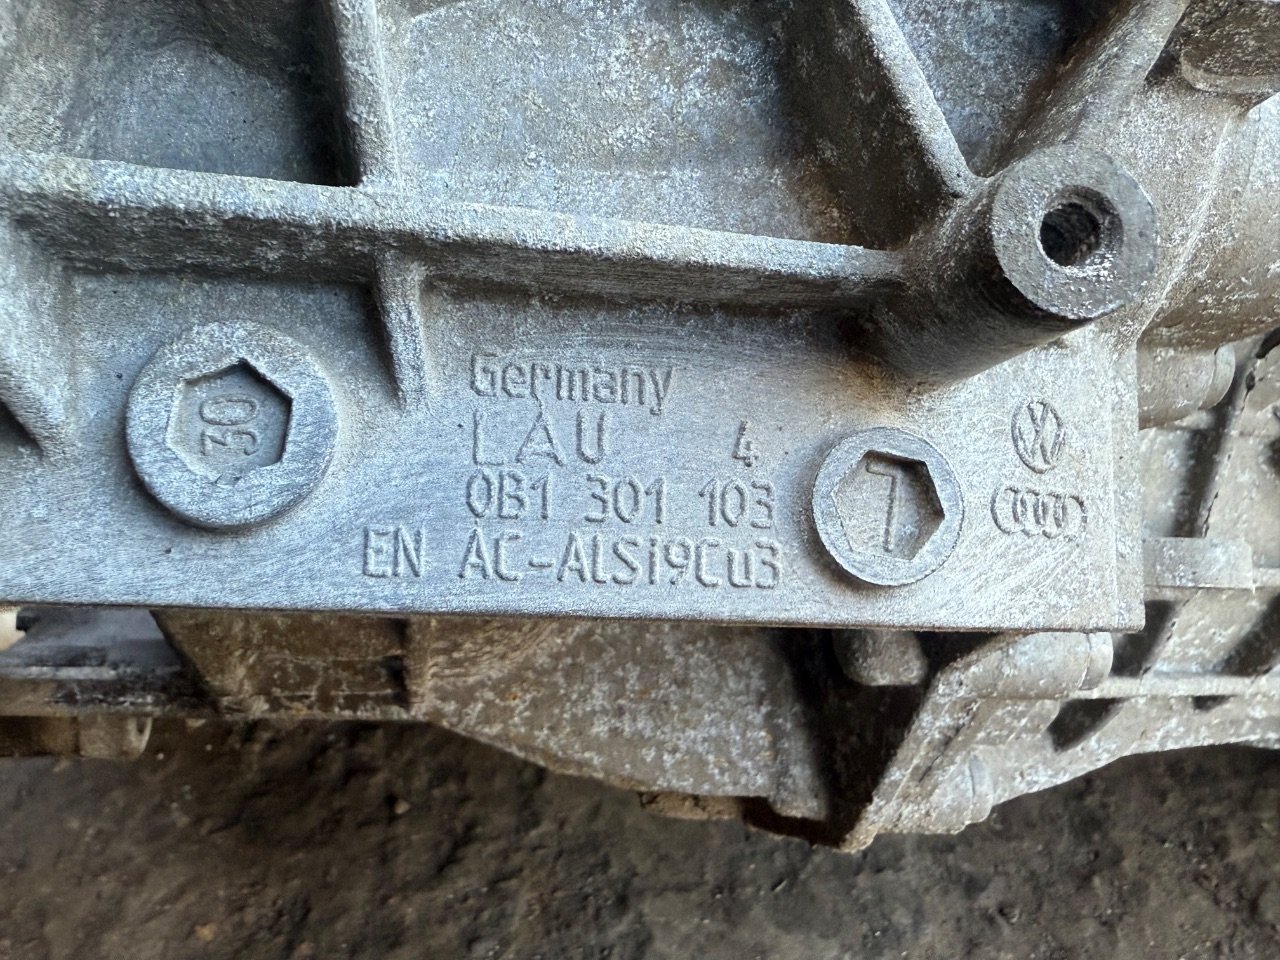 Germany
LAU 4
0B1 301 103
EN AC-ALSi9Cu3
30
7